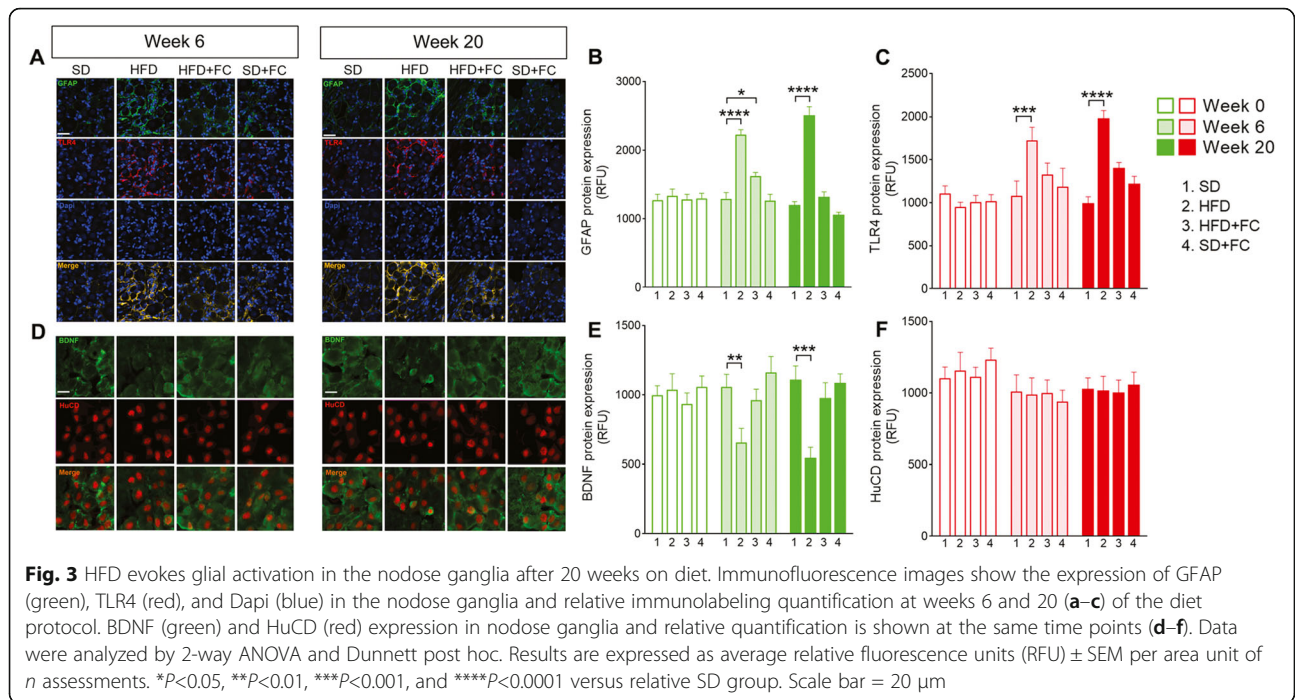 Week 6 Week 20
A SD HFD HFD+FC SD+FC SD HFD HFD+FC SD+FC
GFAP GFAP
TLR4 TLR4
Dapi Dapi
Merge Merge
B
GFAP protein expression
(RFU)
3000
2000
1000
0
* **** ****
1 2 3 4 1 2 3 4 1 2 3 4
C
TLR4 protein expression
(RFU)
2500
2000
1500
1000
500
0
*** ****
1 2 3 4 1 2 3 4 1 2 3 4
Week 0
Week 6
Week 20
1. SD
2. HFD
3. HFD+FC
4. SD+FC
D
BDNF BDNF
HuCD HuCD
Merge Merge
E
BDNF protein expression
(RFU)
1500
1000
500
0
** ***
1 2 3 4 1 2 3 4 1 2 3 4
F
HuCD protein expression
(RFU)
1500
1000
500
0
1 2 3 4 1 2 3 4 1 2 3 4
Fig. 3 HFD evokes glial activation in the nodose ganglia after 20 weeks on diet. Immunofluorescence images show the expression of GFAP
(green), TLR4 (red), and Dapi (blue) in the nodose ganglia and relative immunolabeling quantification at weeks 6 and 20 (a–c) of the diet
protocol. BDNF (green) and HuCD (red) expression in nodose ganglia and relative quantification is shown at the same time points (d–f). Data
were analyzed by 2-way ANOVA and Dunnett post hoc. Results are expressed as average relative fluorescence units (RFU) ± SEM per area unit of
n assessments. *P<0.05, **P<0.01, ***P<0.001, and ****P<0.0001 versus relative SD group. Scale bar = 20 μm